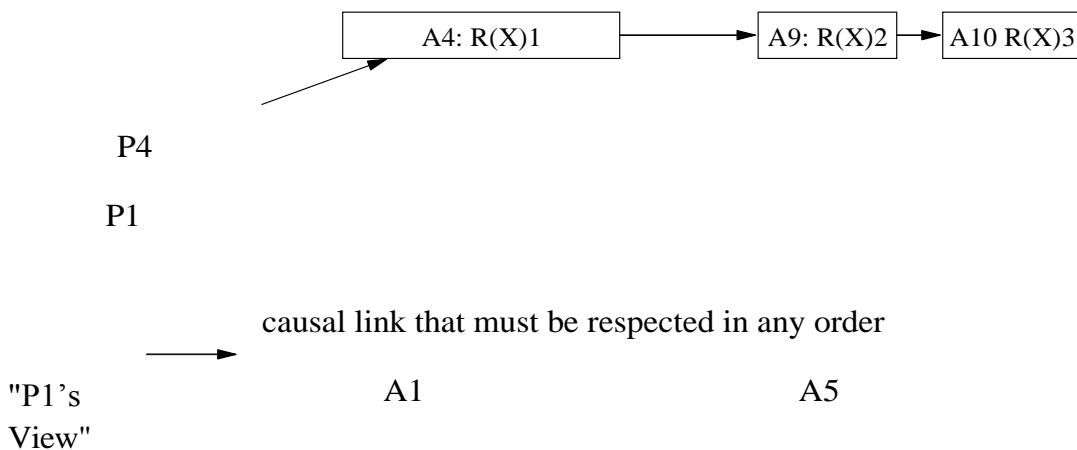 A4: R(X)1 A9: R(X)2 A10 R(X)3
P4
P1
causal link that must be respected in any order
"P1's A1 A5
View"